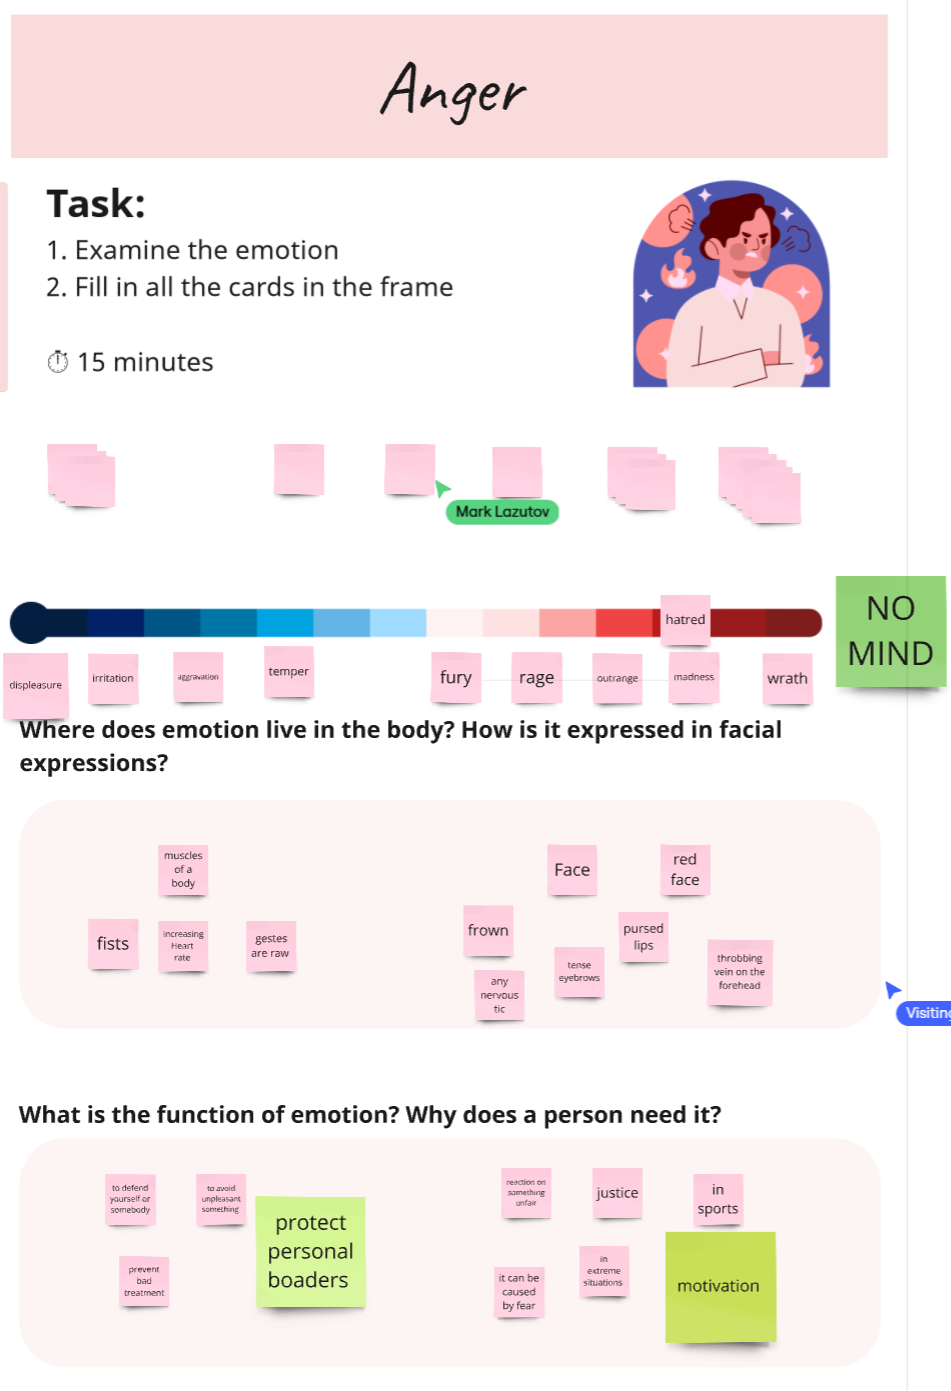 Anger
Task:
1. Examine the emotion
2. Fill in all the cards in the frame
⏱ 15 minutes
Mark Lazutov
hatred
NO
MIND
displeasure
irritation
aggravation
temper
fury
rage
outrange
madness
wrath
Where does emotion live in the body? How is it expressed in facial
expressions?
muscles
of a
body
fists
increasing
Heart
rate
gestes
are raw
Face
red
face
frown
pursed
lips
tense
eyebrows
any
nervous
tic
throbbing
vein on the
forehead
Visiting
What is the function of emotion? Why does a person need it?
to defend
yourself or
somebody
to avoid
unpleasant
something
protect
personal
boaders
prevent
bad
treatment
reaction on
something
unfair
justice
in
sports
it can be
caused
by fear
in
extreme
situations
motivation